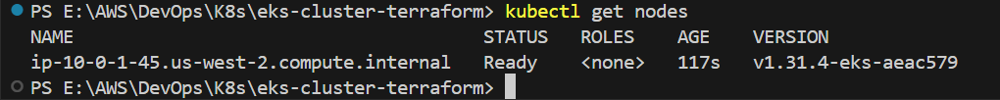 PS E:\AWS\DevOps\K8s\eks-cluster-terraform> kubectl get nodes
NAME STATUS ROLES AGE VERSION
ip-10-0-1-45.us-west-2.compute.internal Ready <none> 117s v1.31.4-eks-aeac579
PS E:\AWS\DevOps\K8s\eks-cluster-terraform>